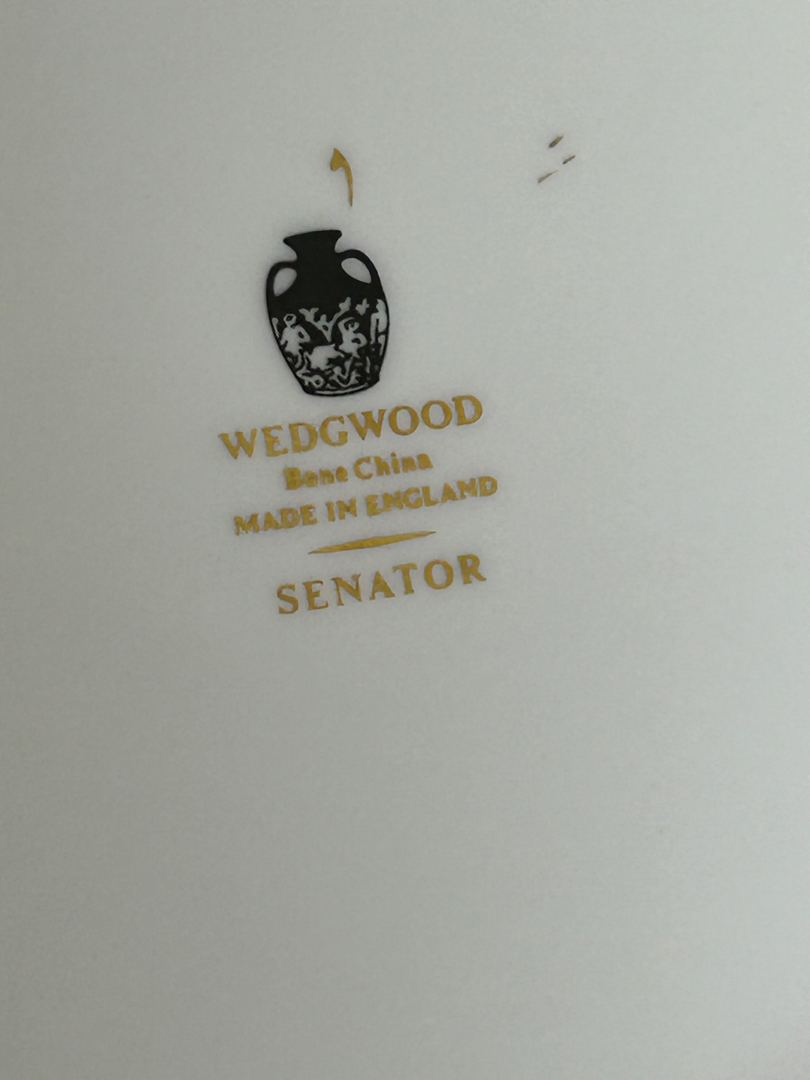 WEDGWOOD
Bone China
MADE IN ENGLAND
SENATOR